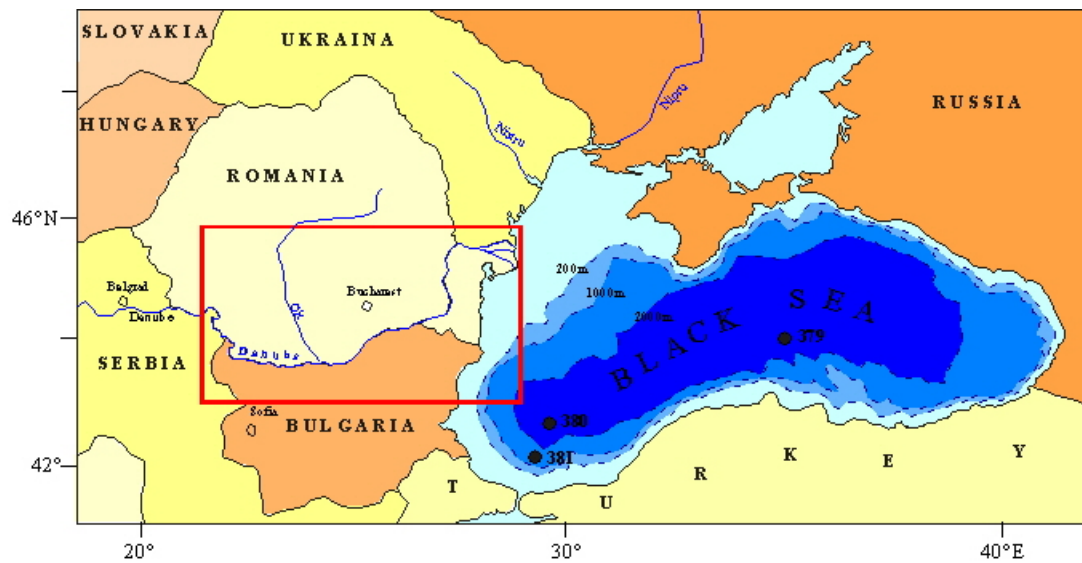 SLOVAKIA
UKRAINA
RUSSIA
HUNGARY
Nipru
Nistru
ROMANIA
46°N
200m
1000m
2000m
Belgrad
Bucharest
Olt
Danube
Danube
BLACK SEA
379
SERBIA
Sofia
BULGARIA
380
381
42°
TURKEY
20°
30°
40°E